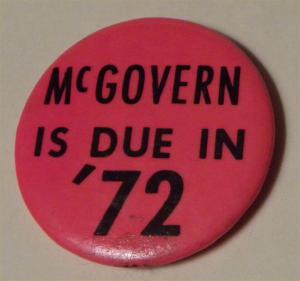 McGOVERN
IS DUE IN
'72